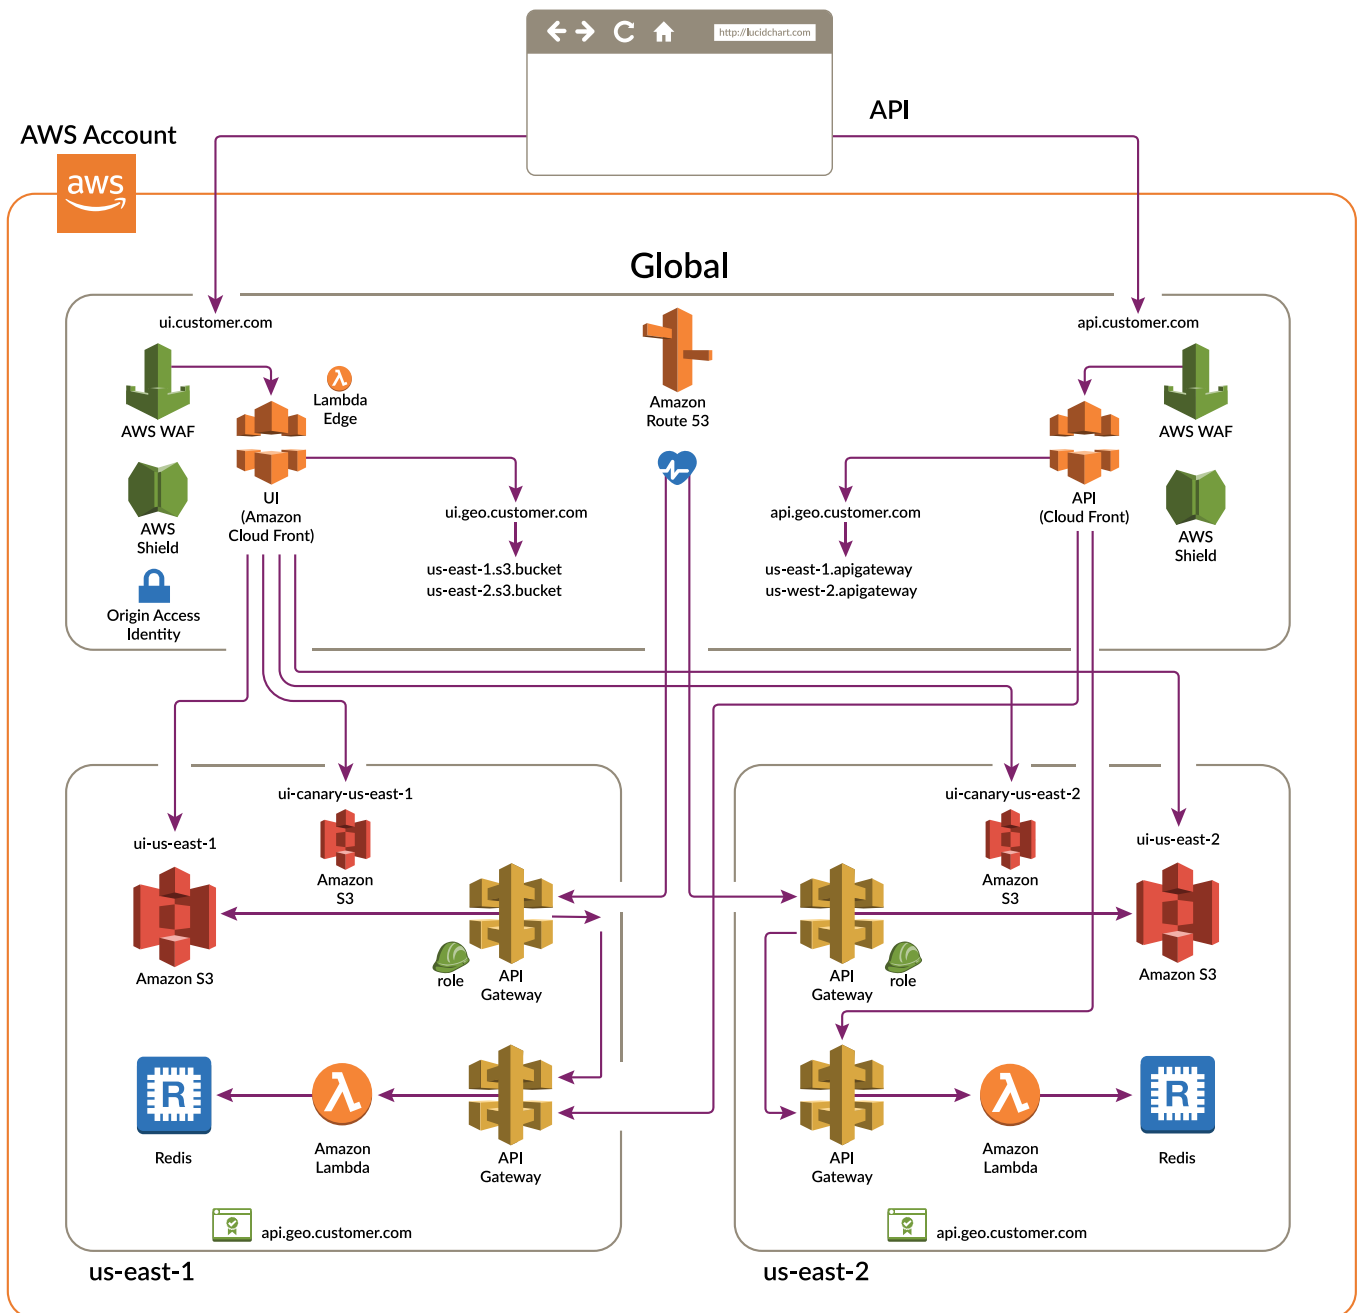 http://lucidchart.com
API
AWS Account
aws
Global
ui.customer.com
api.customer.com
Lambda
Edge
Amazon
Route 53
AWS WAF
AWS WAF
UI
(Amazon
Cloud Front)
ui.geo.customer.com
api.geo.customer.com
API
(Cloud Front)
AWS
Shield
AWS
Shield
us-east-1.s3.bucket
us-east-2.s3.bucket
us-east-1.apigateway
us-west-2.apigateway
Origin Access
Identity
ui-canary-us-east-1
ui-us-east-1
Amazon
S3
Amazon S3
role
API
Gateway
R
Redis
λ
Amazon
Lambda
API
Gateway
api.geo.customer.com
us-east-1
ui-canary-us-east-2
ui-us-east-2
Amazon
S3
Amazon S3
API
Gateway
role
API
Gateway
λ
Amazon
Lambda
R
Redis
api.geo.customer.com
us-east-2